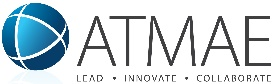 ATMAE
LEAD • INNOVATE • COLLABORATE